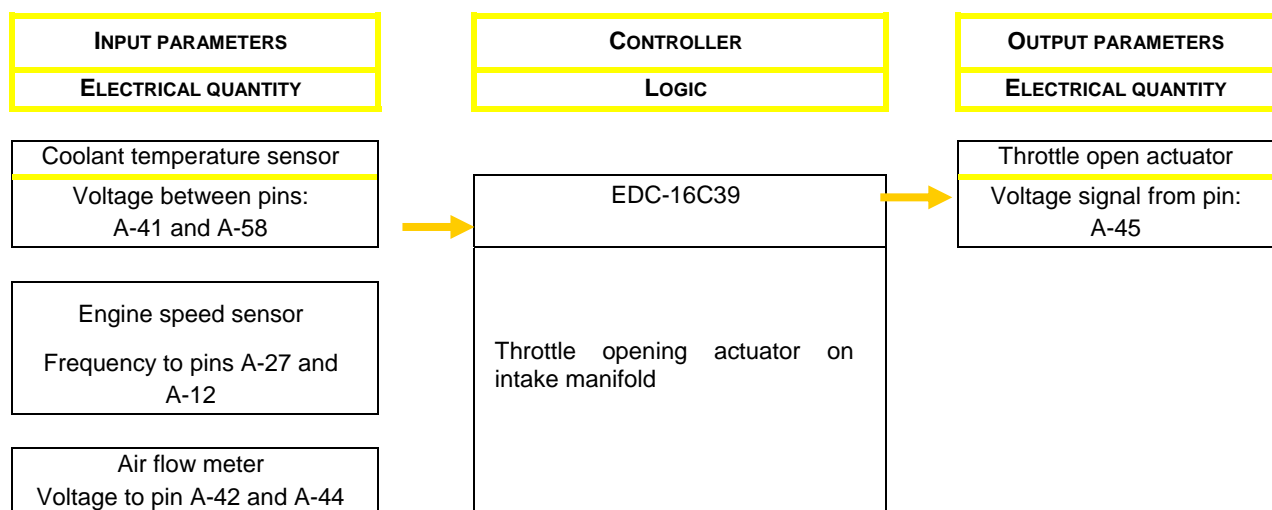 INPUT PARAMETERS
ELECTRICAL QUANTITY
CONTROLLER
LOGIC
OUTPUT PARAMETERS
ELECTRICAL QUANTITY
Coolant temperature sensor
Voltage between pins:
A-41 and A-58
Engine speed sensor
Frequency to pins A-27 and
A-12
Air flow meter
Voltage to pin A-42 and A-44
EDC-16C39
Throttle opening actuator on
intake manifold
Throttle open actuator
Voltage signal from pin:
A-45